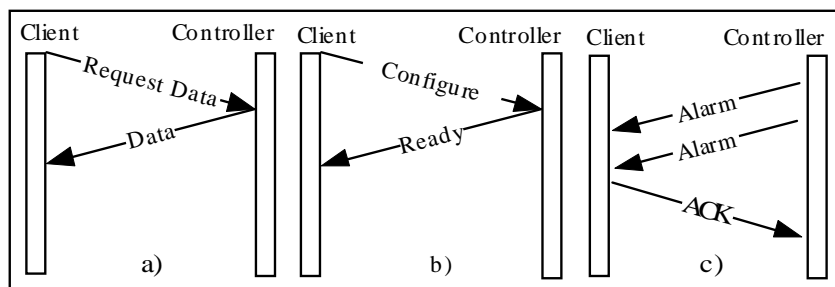 Client Controller
Request Data
Data
a)
Client Controller
Configure
Ready
b)
Client Controller
Alarm
Alarm
ACK
c)